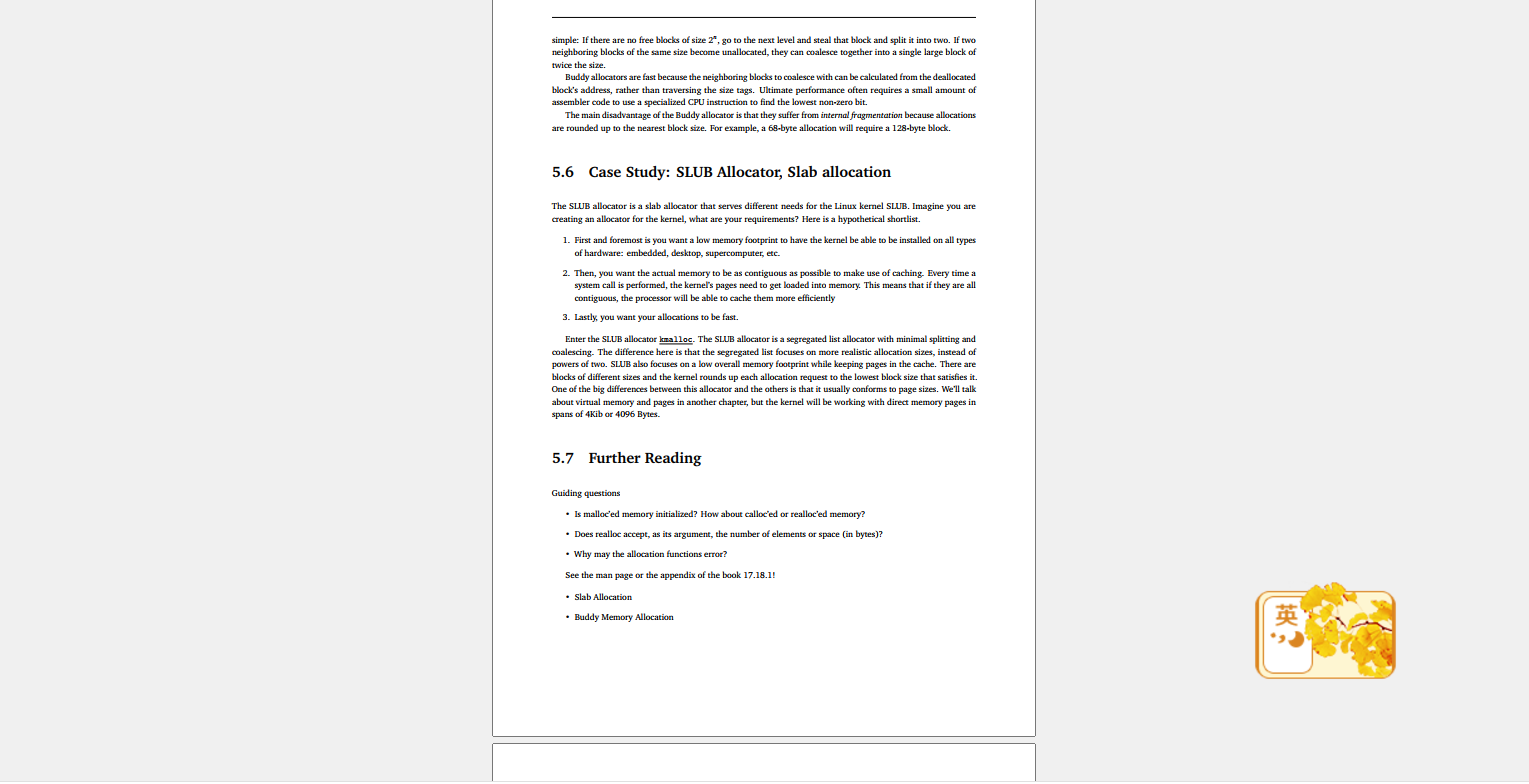 simple: If there are no free blocks of size 2ⁿ, go to the next level and steal that block and split it into two. If two
neighboring blocks of the same size become unallocated, they can coalesce together into a single large block of
twice the size.
Buddy allocators are fast because the neighboring blocks to coalesce with can be calculated from the deallocated
block's address, rather than traversing the size tags. Ultimate performance often requires a small amount of
assembler code to use a specialized CPU instruction to find the lowest non-zero bit.
The main disadvantage of the Buddy allocator is that they suffer from internal fragmentation because allocations
are rounded up to the nearest block size. For example, a 68-byte allocation will require a 128-byte block.
5.6 Case Study: SLUB Allocator, Slab allocation
The SLUB allocator is a slab allocator that serves different needs for the Linux kernel SLUB. Imagine you are
creating an allocator for the kernel, what are your requirements? Here is a hypothetical shortlist.
1. First and foremost is you want a low memory footprint to have the kernel be able to be installed on all types
of hardware: embedded, desktop, supercomputer, etc.
2. Then, you want the actual memory to be as contiguous as possible to make use of caching. Every time a
system call is performed, the kernel's pages need to get loaded into memory. This means that if they are all
contiguous, the processor will be able to cache them more efficiently
3. Lastly, you want your allocations to be fast.
Enter the SLUB allocator kmalloc. The SLUB allocator is a segregated list allocator with minimal splitting and
coalescing. The difference here is that the segregated list focuses on more realistic allocation sizes, instead of
powers of two. SLUB also focuses on a low overall memory footprint while keeping pages in the cache. There are
blocks of different sizes and the kernel rounds up each allocation request to the lowest block size that satisfies it.
One of the big differences between this allocator and the others is that it usually conforms to page sizes. We'll talk
about virtual memory and pages in another chapter, but the kernel will be working with direct memory pages in
spans of 4Kib or 4096 Bytes.
5.7 Further Reading
Guiding questions
• Is malloc'ed memory initialized? How about calloc'ed or realloc'ed memory?
• Does realloc accept, as its argument, the number of elements or space (in bytes)?
• Why may the allocation functions error?
See the man page or the appendix of the book 17.18.1!
• Slab Allocation
• Buddy Memory Allocation
英